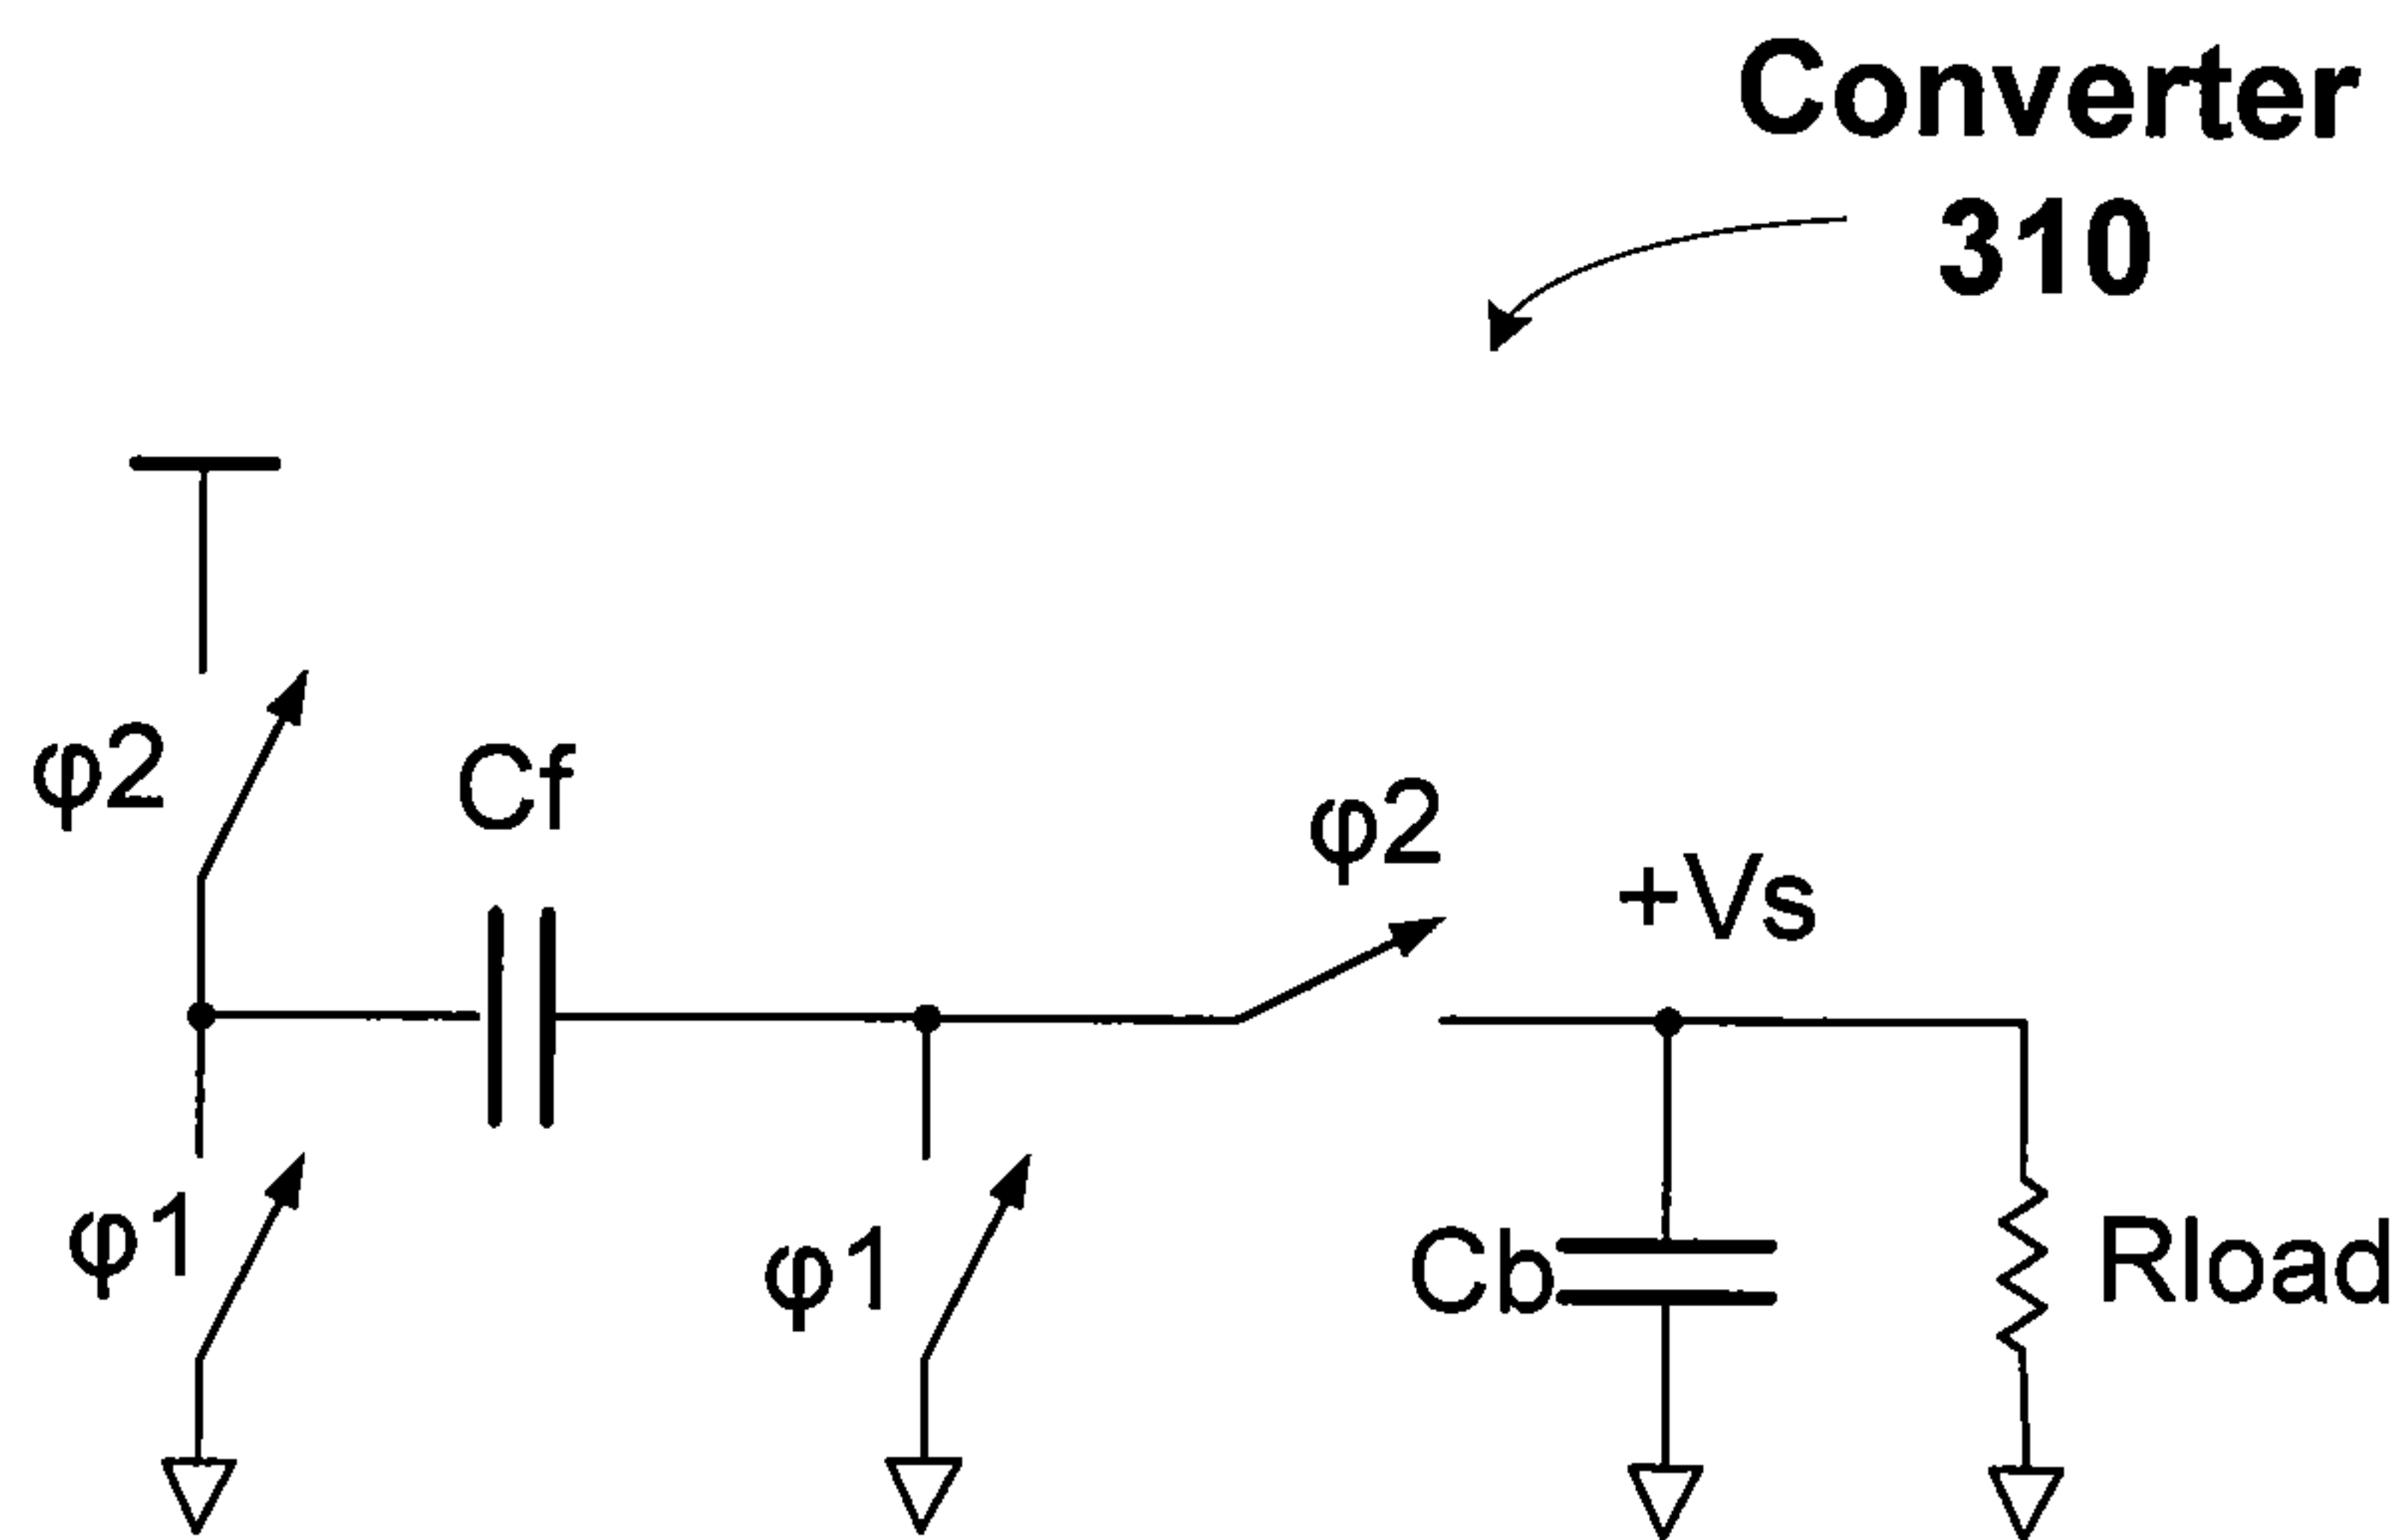 Converter
310
φ2
Cf
φ2
+Vs
φ1
φ1
Cb
Rload